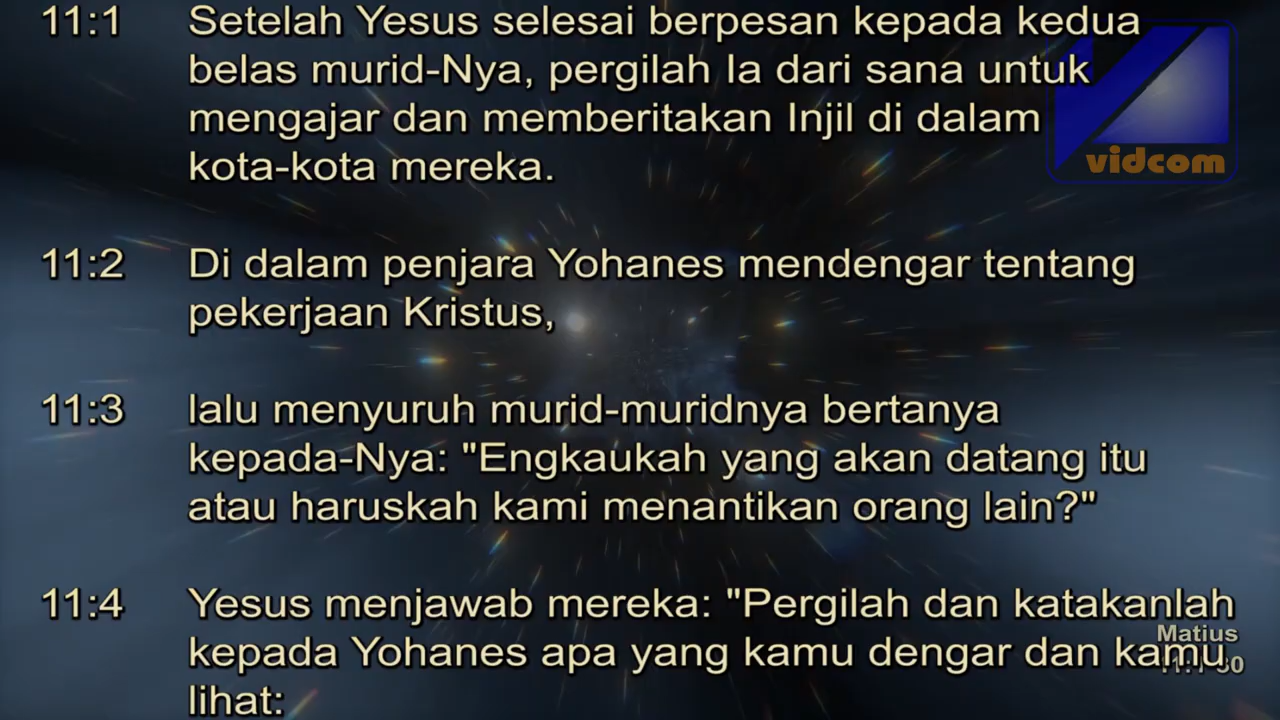 11:1 Setelah Yesus selesai berpesan kepada kedua
belas murid-Nya, pergilah Ia dari sana untuk
mengajar dan memberitakan Injil di dalam
kota-kota mereka.
vidcom
11:2 Di dalam penjara Yohanes mendengar tentang
pekerjaan Kristus,
11:3 lalu menyuruh murid-muridnya bertanya
kepada-Nya: "Engkaukah yang akan datang itu
atau haruskah kami menantikan orang lain?"
11:4 Yesus menjawab mereka: "Pergilah dan katakanlah
kepada Yohanes apa yang kamu dengar dan kamu
lihat:
Matius